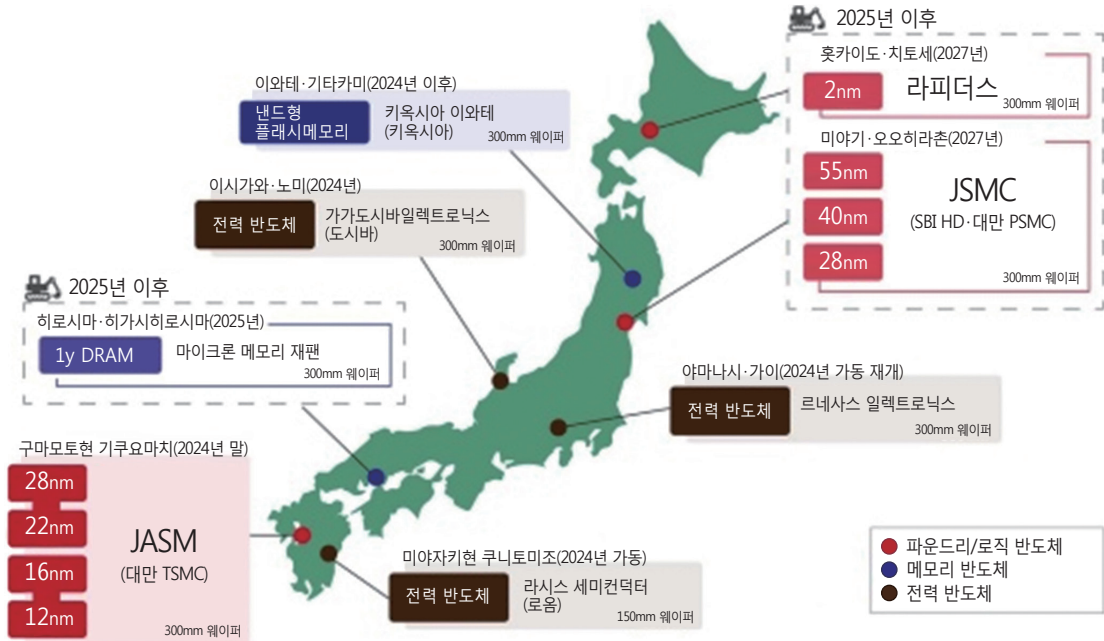 2025년 이후
홋카이도·치토세(2027년)
2nm
라피더스
300mm 웨이퍼
미야기·오오히라촌(2027년)
55nm
40nm
28nm
JSMC
(SBI HD·대만 PSMC)
300mm 웨이퍼
이와테·기타카미(2024년 이후)
낸드형
플래시메모리
키옥시아 이와테
(키옥시아)
300mm 웨이퍼
이시가와·노미(2024년)
전력 반도체
가가도시바일렉트로닉스
(도시바)
300mm 웨이퍼
2025년 이후
히로시마·히가시히로시마(2025년)
1y DRAM
마이크론 메모리 재팬
300mm 웨이퍼
야마나시·가이(2024년 가동 재개)
전력 반도체
르네사스 일렉트로닉스
300mm 웨이퍼
구마모토현 기쿠요마치(2024년 말)
28nm
22nm
16nm
12nm
JASM
(대만 TSMC)
300mm 웨이퍼
미야자키현 쿠니토미조(2024년 가동)
전력 반도체
라시스 세미컨덕터
(로옴)
150mm 웨이퍼
파운드리/로직 반도체
메모리 반도체
전력 반도체